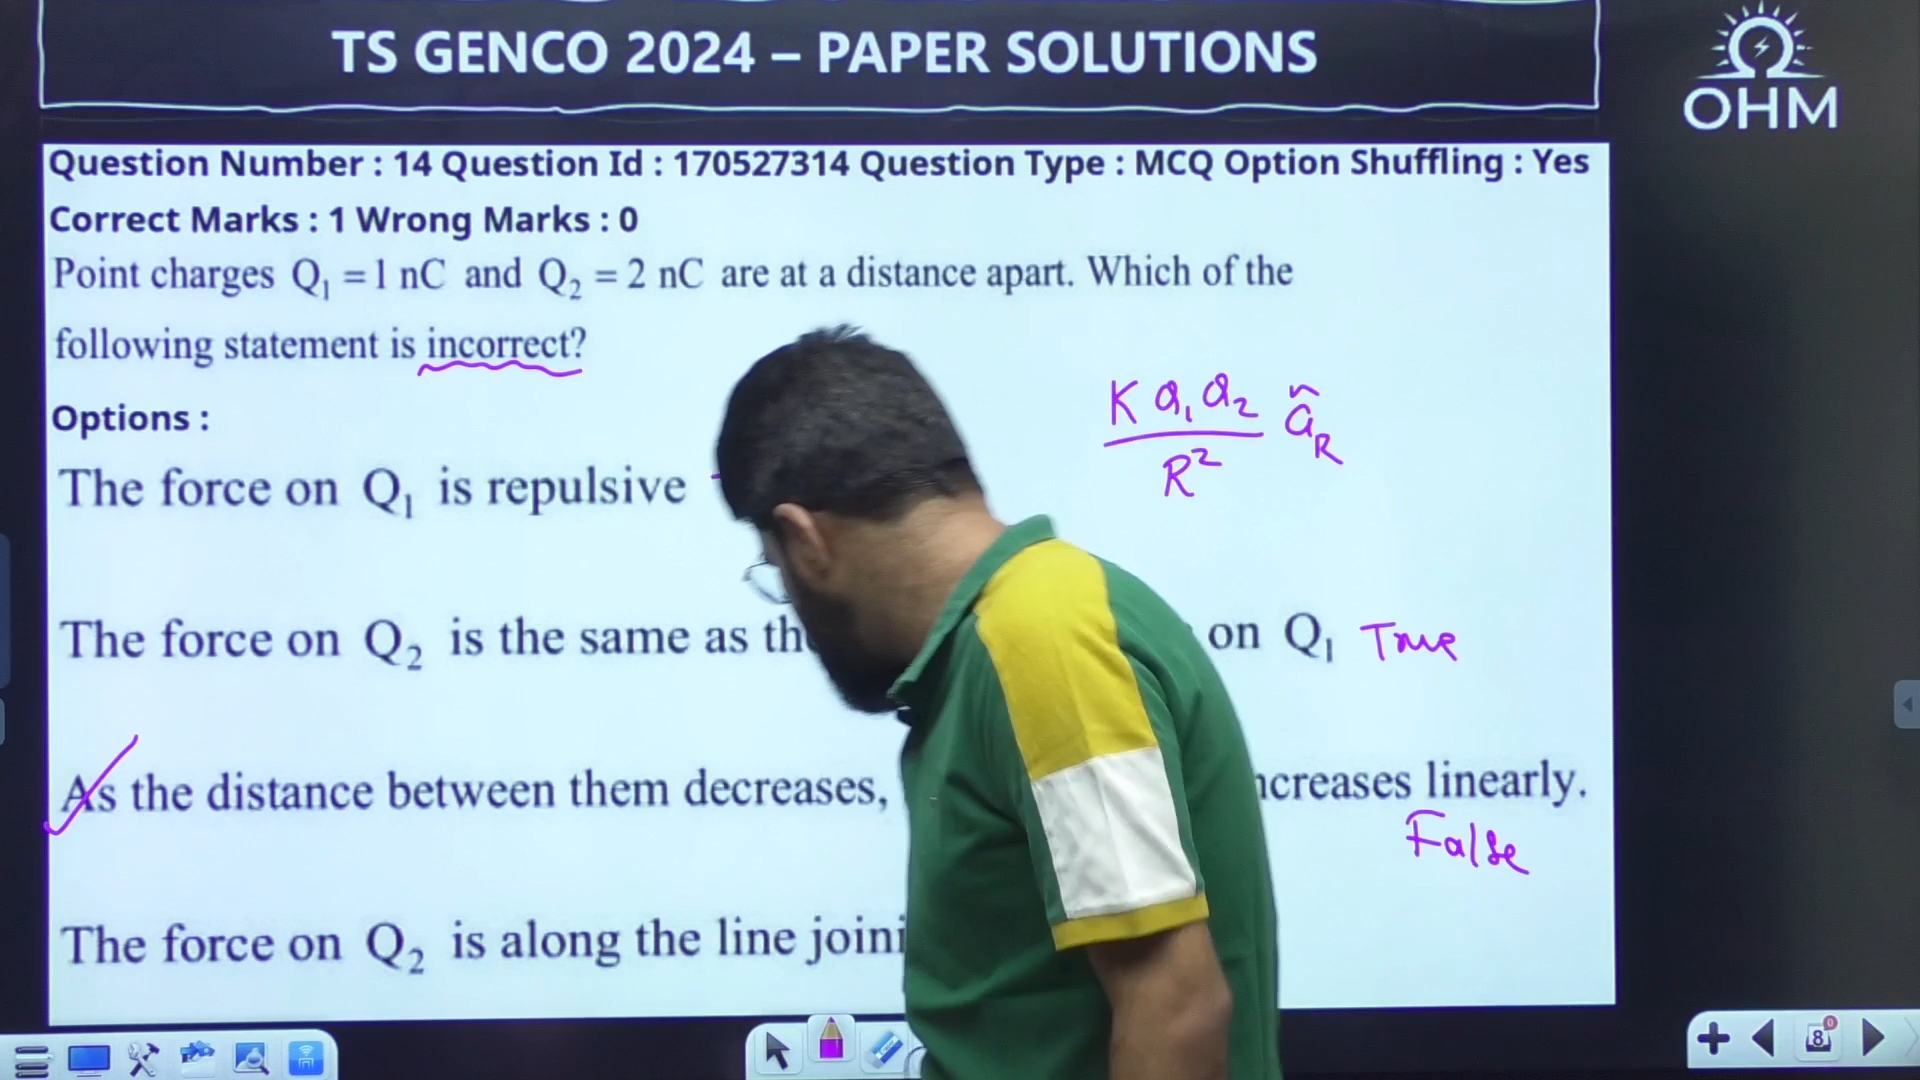 TS GENCO 2024 – PAPER SOLUTIONS
OHM
Question Number : 14 Question Id : 170527314 Question Type : MCQ Option Shuffling : Yes
Correct Marks : 1 Wrong Marks : 0
Point charges Q₁ = 1 nC and Q₂ = 2 nC are at a distance apart. Which of the
following statement is incorrect?
K Q₁ Q₂ / R² â_R
Options :
The force on Q₁ is repulsive
The force on Q₂ is the same as on Q₁ True
As the distance between them decreases, linearly.
False
The force on Q₂ is along the line
8
0